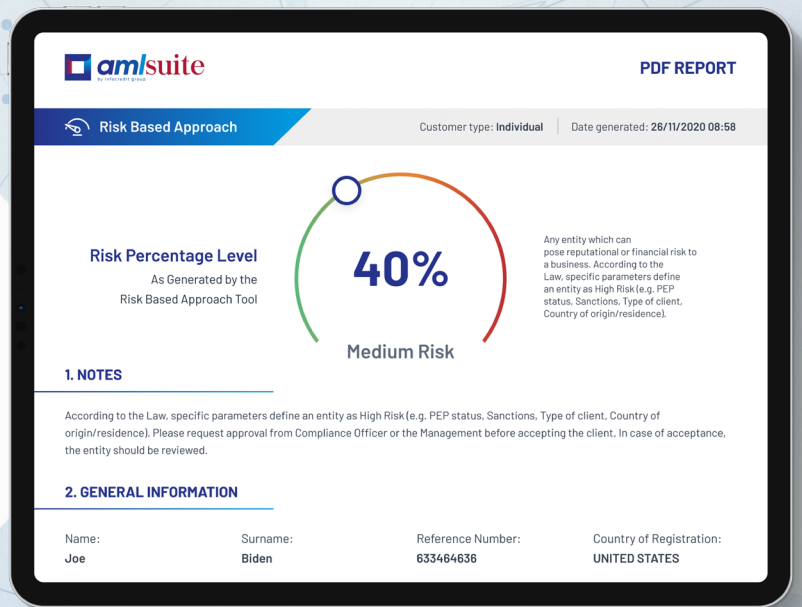 amlsuite
by infocredit group
PDF REPORT
Risk Based Approach
Customer type: Individual
Date generated: 26/11/2020 08:58
Risk Percentage Level
As Generated by the
Risk Based Approach Tool
40%
Medium Risk
Any entity which can
pose reputational or financial risk to
a business. According to the
Law, specific parameters define
an entity as High Risk (e.g. PEP
status, Sanctions, Type of client,
Country of origin/residence).
1. NOTES
According to the Law, specific parameters define an entity as High Risk (e.g. PEP status, Sanctions, Type of client, Country of
origin/residence). Please request approval from Compliance Officer or the Management before accepting the client. In case of acceptance,
the entity should be reviewed.
2. GENERAL INFORMATION
Name:
Joe
Surname:
Biden
Reference Number:
633464636
Country of Registration:
UNITED STATES